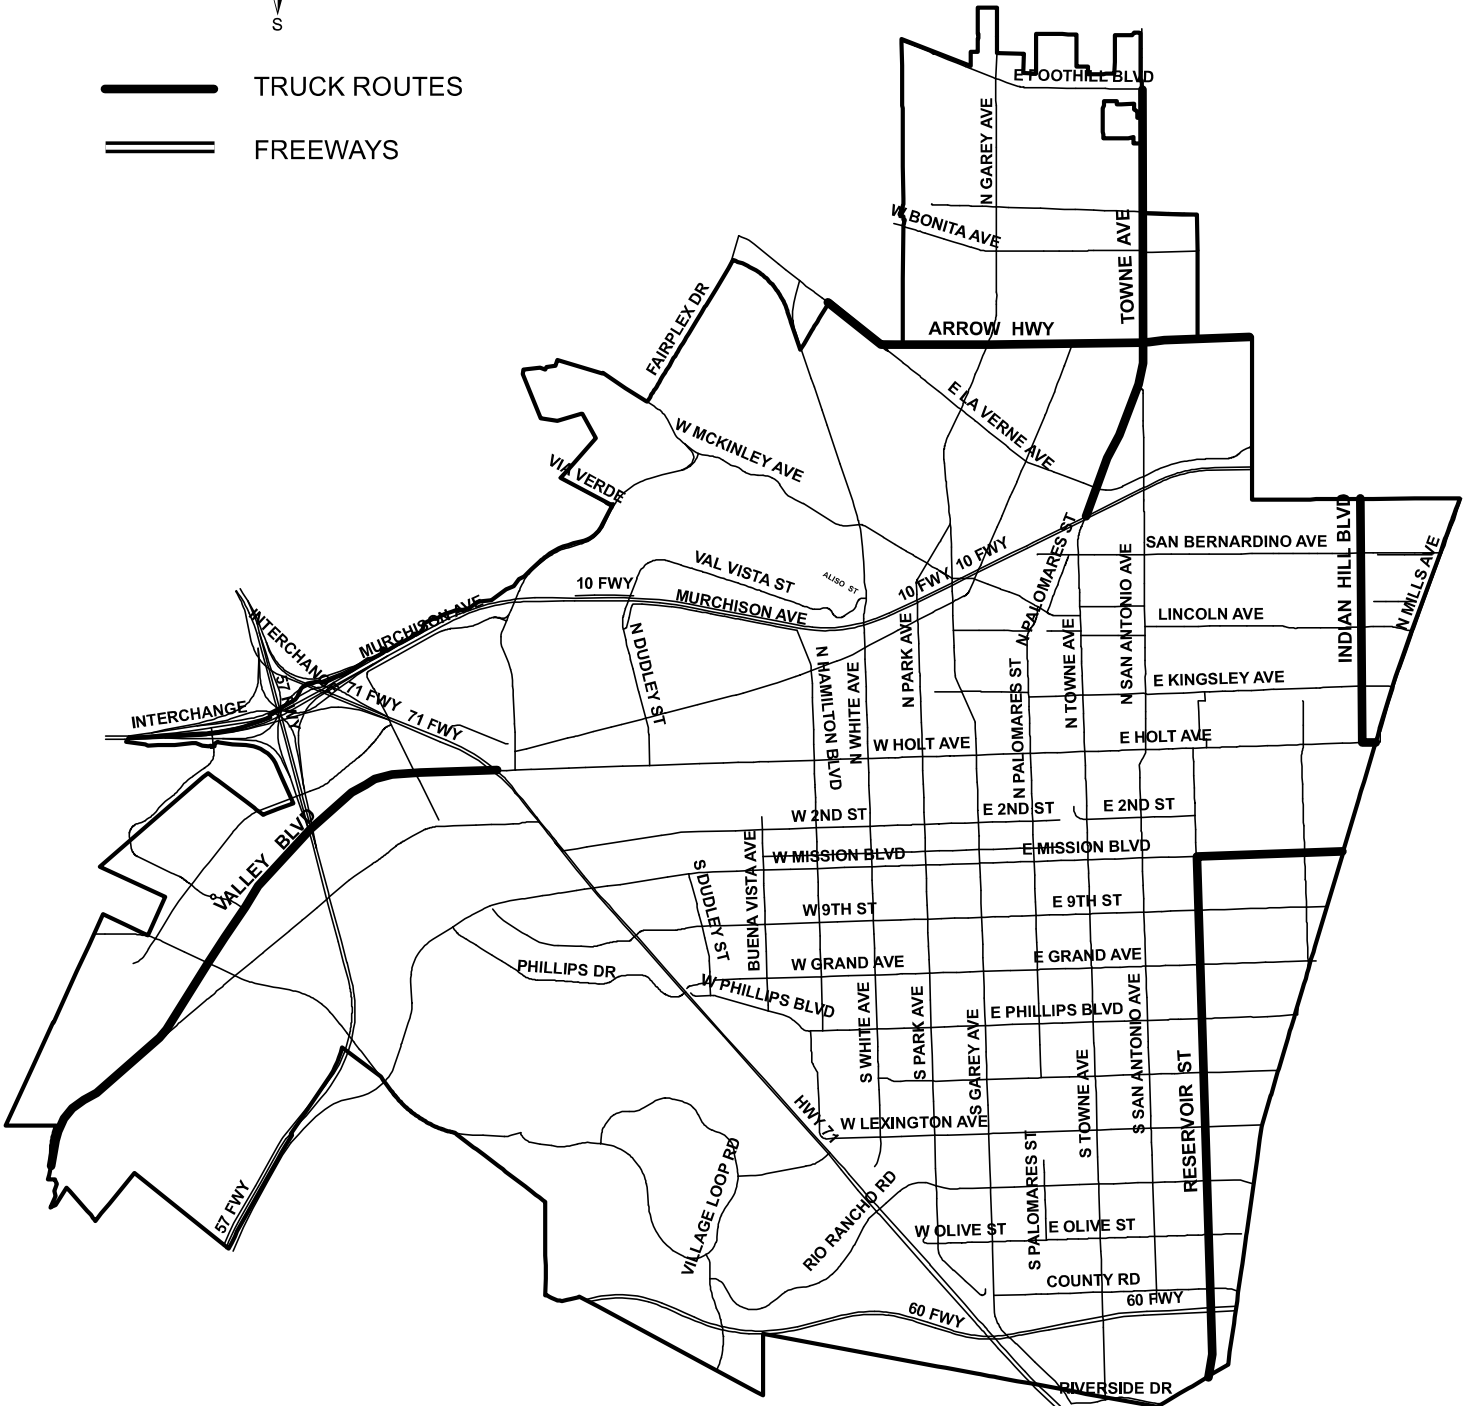 S
TRUCK ROUTES
FREEWAYS
E FOOTHILL BLVD
N GAREY AVE
W BONITA AVE
TOWNE AVE
ARROW HWY
FAIRPLEX DR
E LA VERNE AVE
W MCKINLEY AVE
VIA VERDE
INDIAN HILL BLVD
N MILLS AVE
SAN BERNARDINO AVE
N PALOMARES ST
10 FWY
10 FWY
VAL VISTA ST
ALISO ST
10 FWY
MURCHISON AVE
MURCHISON AVE
INTERCHANGE
LINCOLN AVE
N SAN ANTONIO AVE
N TOWNE AVE
N PARK AVE
N DUDLEY ST
N HAMILTON BLVD
N WHITE AVE
N PALOMARES ST
E KINGSLEY AVE
57 FWY
71 FWY
71 FWY
INTERCHANGE
W HOLT AVE
E HOLT AVE
W 2ND ST
E 2ND ST
E 2ND ST
VALLEY BLVD
BUENA VISTA AVE
W MISSION BLVD
E MISSION BLVD
S DUDLEY ST
W 9TH ST
E 9TH ST
PHILLIPS DR
W GRAND AVE
E GRAND AVE
W PHILLIPS BLVD
E PHILLIPS BLVD
S WHITE AVE
S PARK AVE
S GAREY AVE
S SAN ANTONIO AVE
S TOWNE AVE
RESERVOIR ST
HWY 71
W LEXINGTON AVE
S PALOMARES ST
VILLAGE LOOP RD
RIO RANCHO RD
57 FWY
W OLIVE ST
E OLIVE ST
COUNTY RD
60 FWY
60 FWY
RIVERSIDE DR